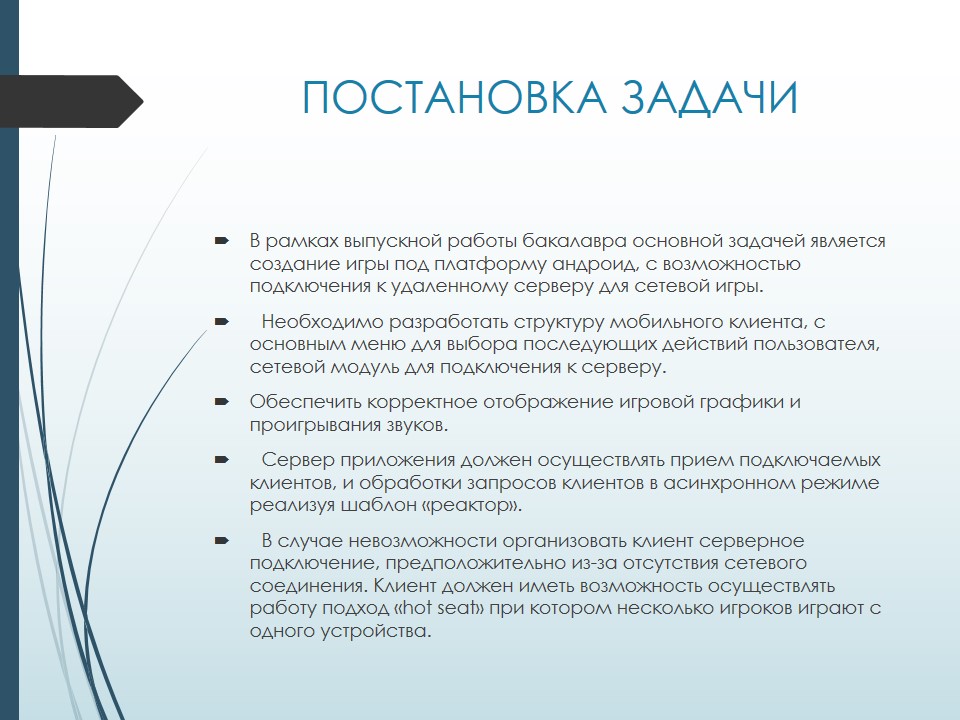 ПОСТАНОВКА ЗАДАЧИ
В рамках выпускной работы бакалавра основной задачей является
создание игры под платформу андроид, с возможностью
подключения к удаленному серверу для сетевой игры.
Необходимо разработать структуру мобильного клиента, с
основным меню для выбора последующих действий пользователя,
сетевой модуль для подключения к серверу.
Обеспечить корректное отображение игровой графики и
проигрывания звуков.
Сервер приложения должен осуществлять прием подключаемых
клиентов, и обработки запросов клиентов в асинхронном режиме
реализуя шаблон «реактор».
В случае невозможности организовать клиент серверное
подключение, предположительно из-за отсутствия сетевого
соединения. Клиент должен иметь возможность осуществлять
работу подход «hot seat» при котором несколько игроков играют с
одного устройства.